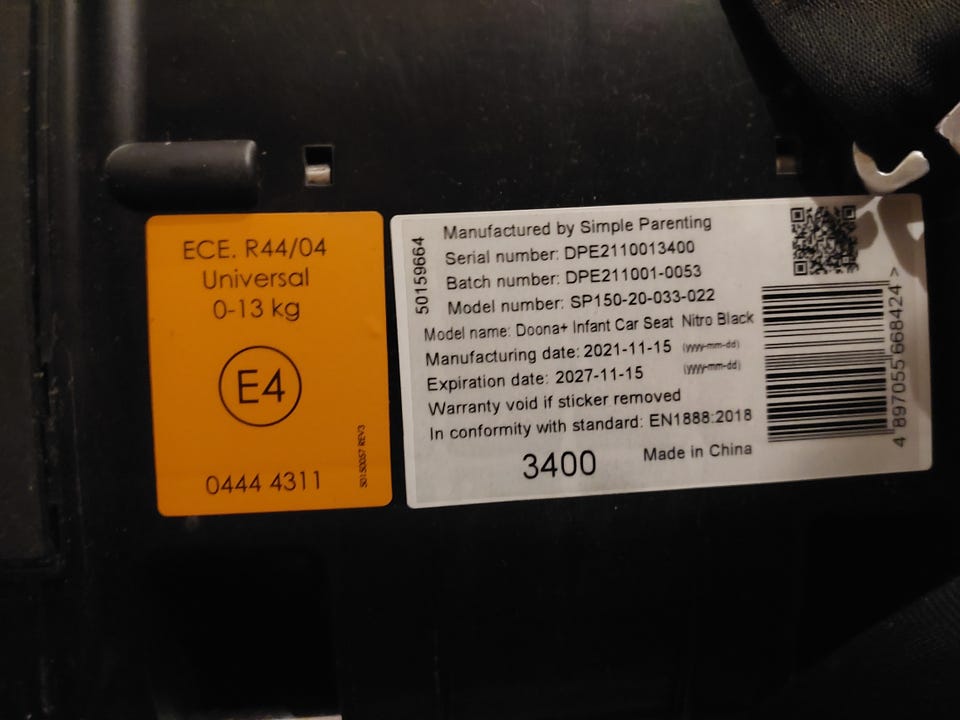 ECE. R44/04
Universal
0-13 kg
E4
0444 4311
50150057 REV3
50159664
Manufactured by Simple Parenting
Serial number: DPE2110013400
Batch number: DPE211001-0053
Model number: SP150-20-033-022
Model name: Doona+ Infant Car Seat Nitro Black
Manufacturing date: 2021-11-15 (yyyy-mm-dd)
Expiration date: 2027-11-15 (yyyy-mm-dd)
Warranty void if sticker removed
In conformity with standard: EN1888:2018
3400 Made in China
4 897055 668424 >